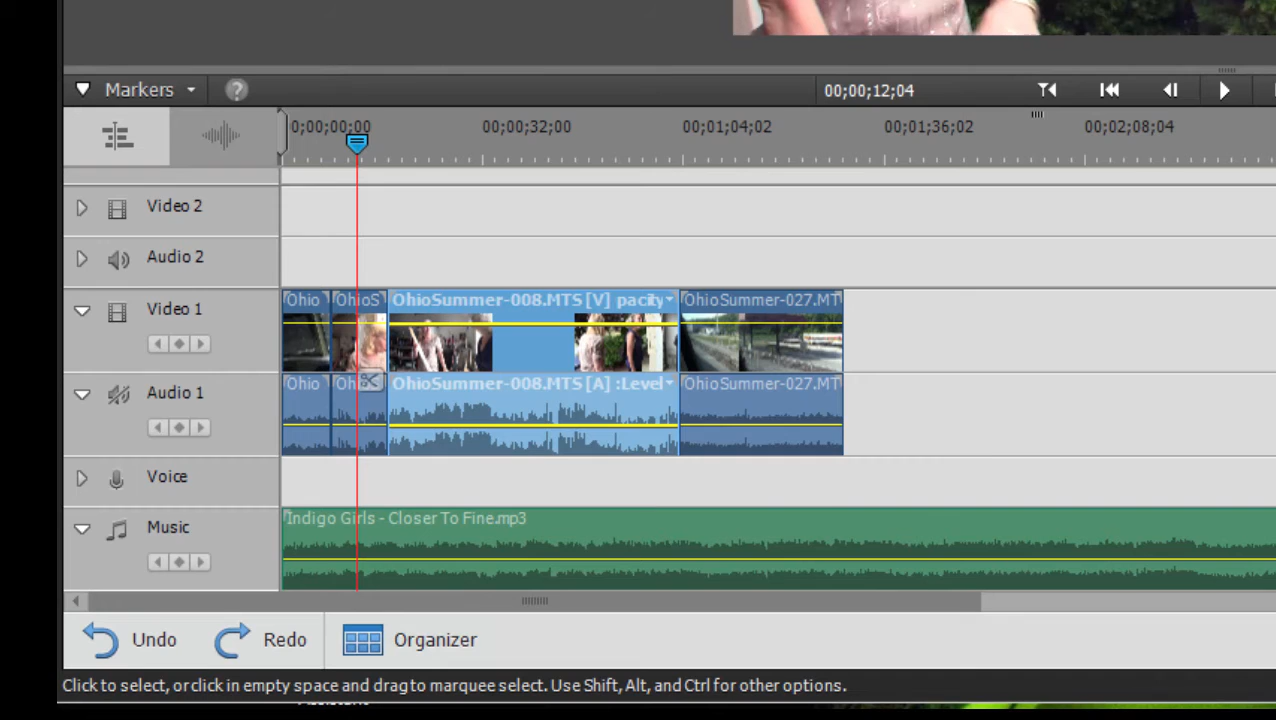 Markers
?
00;00;12;04
0;00;00;00
00;00;32;00
00;01;04;02
00;01;36;02
00;02;08;04
Video 2
Audio 2
Video 1
Ohio
OhioS
OhioSummer-008.MTS [V] pacity
OhioSummer-027.MT
Audio 1
Ohio
Oh
OhioSummer-008.MTS [A] :Level
OhioSummer-027.MT
Voice
Music
Indigo Girls - Closer To Fine.mp3
Undo
Redo
Organizer
Click to select, or click in empty space and drag to marquee select. Use Shift, Alt, and Ctrl for other options.